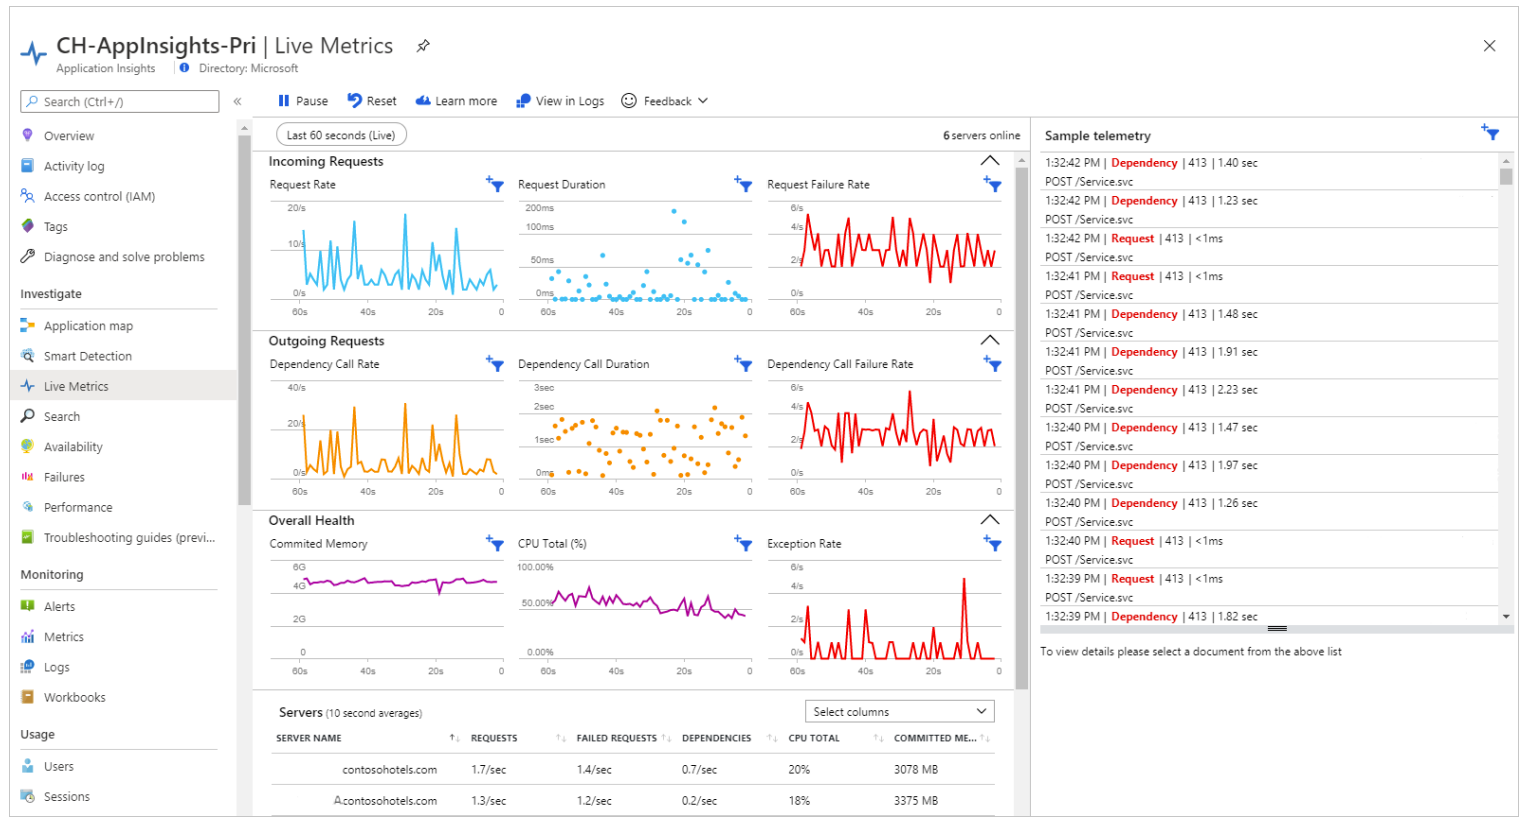 CH-AppInsights-Pri | Live Metrics
Application Insights
Directory: Microsoft
Search (Ctrl+/)
«
Pause
Reset
Learn more
View in Logs
Feedback
Overview
Activity log
Access control (IAM)
Tags
Diagnose and solve problems
Investigate
Application map
Smart Detection
Live Metrics
Search
Availability
Failures
Performance
Troubleshooting guides (previ...
Monitoring
Alerts
Metrics
Logs
Workbooks
Usage
Users
Sessions
Last 60 seconds (Live)
6 servers online
Incoming Requests
Request Rate
20/s
10/s
0/s
60s 40s 20s 0
Request Duration
200ms
100ms
50ms
0ms
60s 40s 20s 0
Request Failure Rate
6/s
4/s
2/s
0/s
60s 40s 20s 0
Outgoing Requests
Dependency Call Rate
40/s
20/s
0/s
60s 40s 20s 0
Dependency Call Duration
3sec
2sec
1sec
0ms
60s 40s 20s 0
Dependency Call Failure Rate
6/s
4/s
2/s
0/s
60s 40s 20s 0
Overall Health
Commited Memory
6G
4G
2G
0
60s 40s 20s 0
CPU Total (%)
100.00%
50.00%
0.00%
60s 40s 20s 0
Exception Rate
6/s
4/s
2/s
0/s
60s 40s 20s 0
Servers (10 second averages)
Select columns
SERVER NAME REQUESTS FAILED REQUESTS DEPENDENCIES CPU TOTAL COMMITTED ME...
contosohotels.com 1.7/sec 1.4/sec 0.7/sec 20% 3078 MB
A.contosohotels.com 1.3/sec 1.2/sec 0.2/sec 18% 3375 MB
Sample telemetry
1:32:42 PM | Dependency | 413 | 1.40 sec
POST /Service.svc
1:32:42 PM | Dependency | 413 | 1.23 sec
POST /Service.svc
1:32:42 PM | Request | 413 | <1ms
POST /Service.svc
1:32:41 PM | Request | 413 | <1ms
POST /Service.svc
1:32:41 PM | Dependency | 413 | 1.48 sec
POST /Service.svc
1:32:41 PM | Dependency | 413 | 1.91 sec
POST /Service.svc
1:32:41 PM | Dependency | 413 | 2.23 sec
POST /Service.svc
1:32:40 PM | Dependency | 413 | 1.47 sec
POST /Service.svc
1:32:40 PM | Dependency | 413 | 1.97 sec
POST /Service.svc
1:32:40 PM | Dependency | 413 | 1.26 sec
POST /Service.svc
1:32:40 PM | Request | 413 | <1ms
POST /Service.svc
1:32:39 PM | Request | 413 | <1ms
POST /Service.svc
1:32:39 PM | Dependency | 413 | 1.82 sec
To view details please select a document from the above list